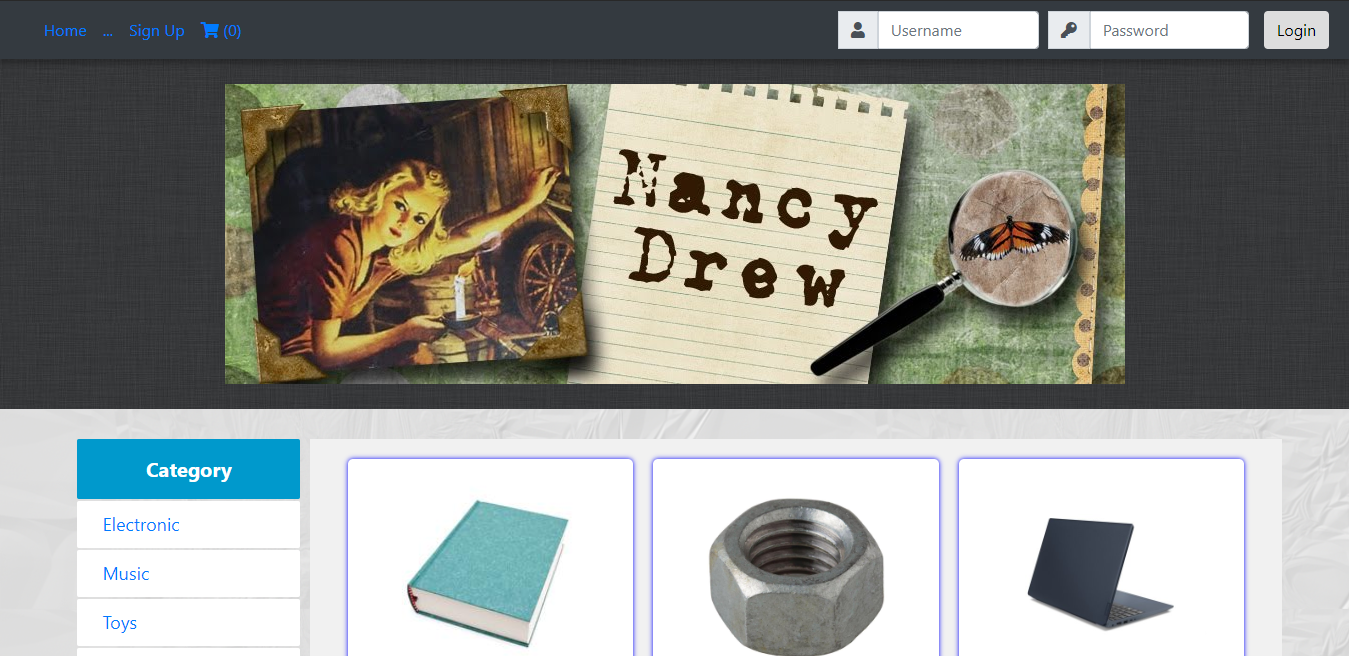 Home ... Sign Up (0) Username Password Login
Nancy
Drew
Category
Electronic
Music
Toys